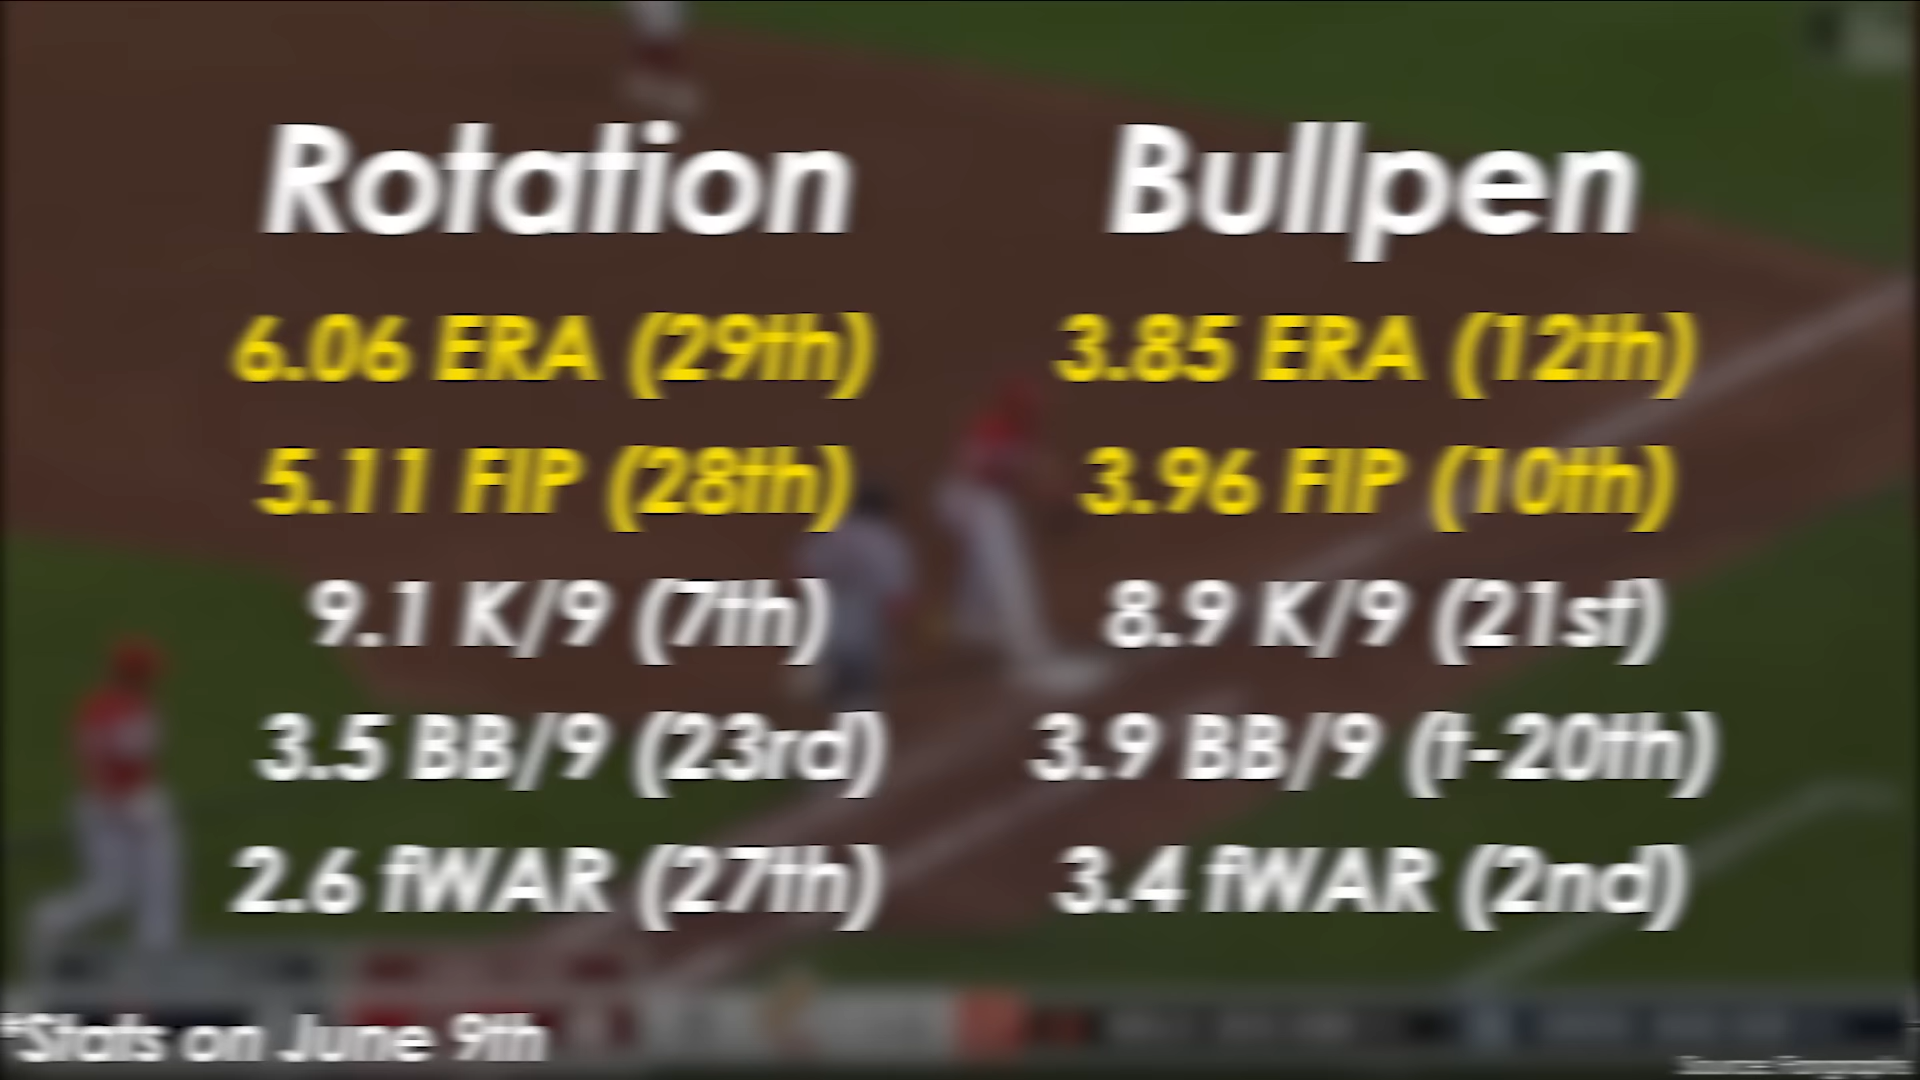 Rotation
6.06 ERA (29th)
5.11 FIP (28th)
9.1 K/9 (7th)
3.5 BB/9 (23rd)
2.6 fWAR (27th)
Bullpen
3.85 ERA (12th)
3.96 FIP (10th)
8.9 K/9 (21st)
3.9 BB/9 (t-20th)
3.4 fWAR (2nd)
*Stats on June 9th